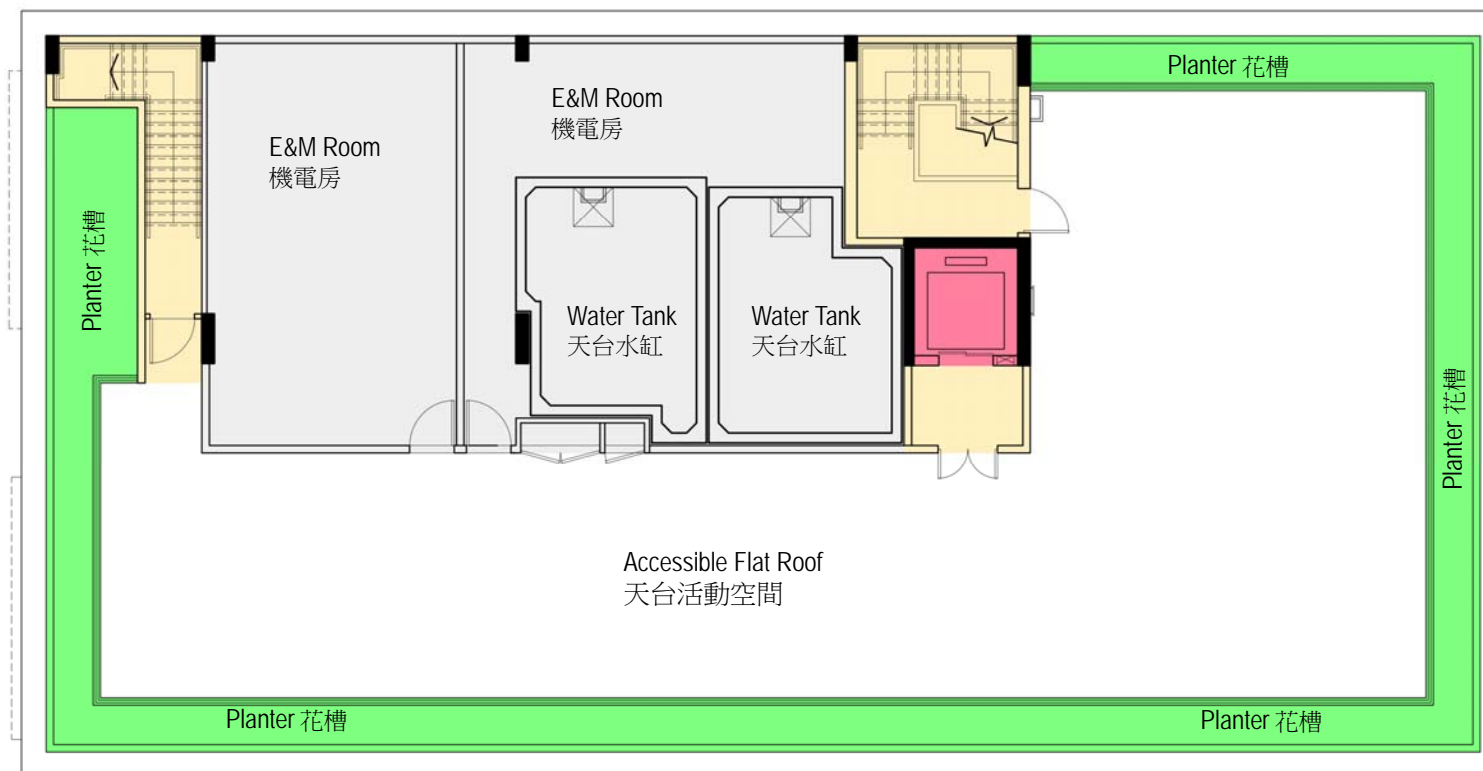 Planter 花槽
E&M Room
機電房
E&M Room
機電房
Planter 花槽
Water Tank
天台水缸
Water Tank
天台水缸
Planter 花槽
Accessible Flat Roof
天台活動空間
Planter 花槽
Planter 花槽